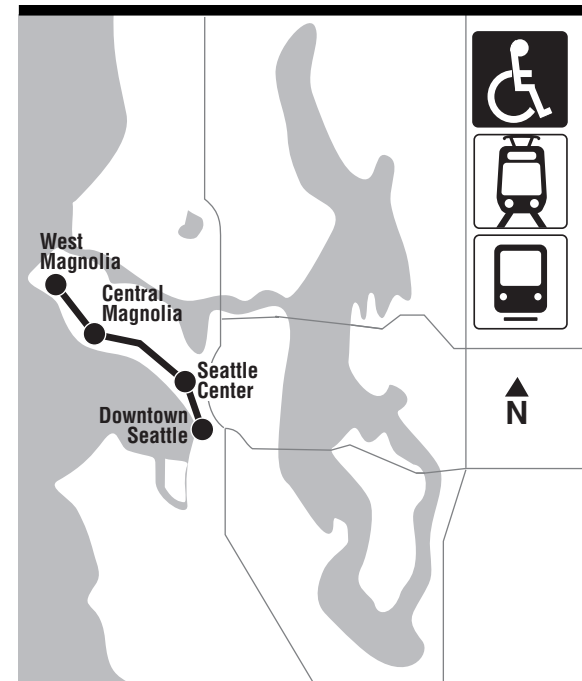 West
Magnolia
Central
Magnolia
Seattle
Center
Downtown
Seattle
N